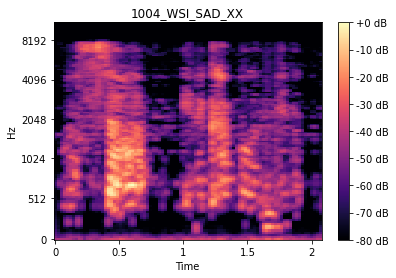 1004_WSI_SAD_XX
+0 dB
8192
-10 dB
4096
-20 dB
-30 dB
2048
Hz
-40 dB
1024
-50 dB
512
-60 dB
-70 dB
0
-80 dB
0
0.5
1
1.5
2
Time